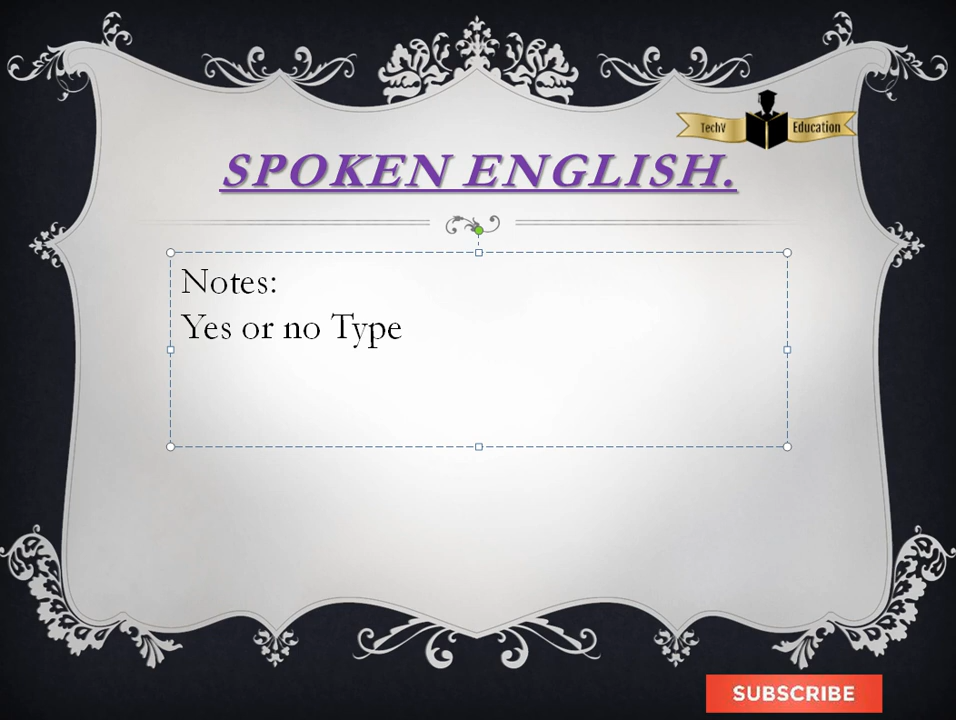 TechV Education
SPOKEN ENGLISH.
Notes:
Yes or no Type
SUBSCRIBE